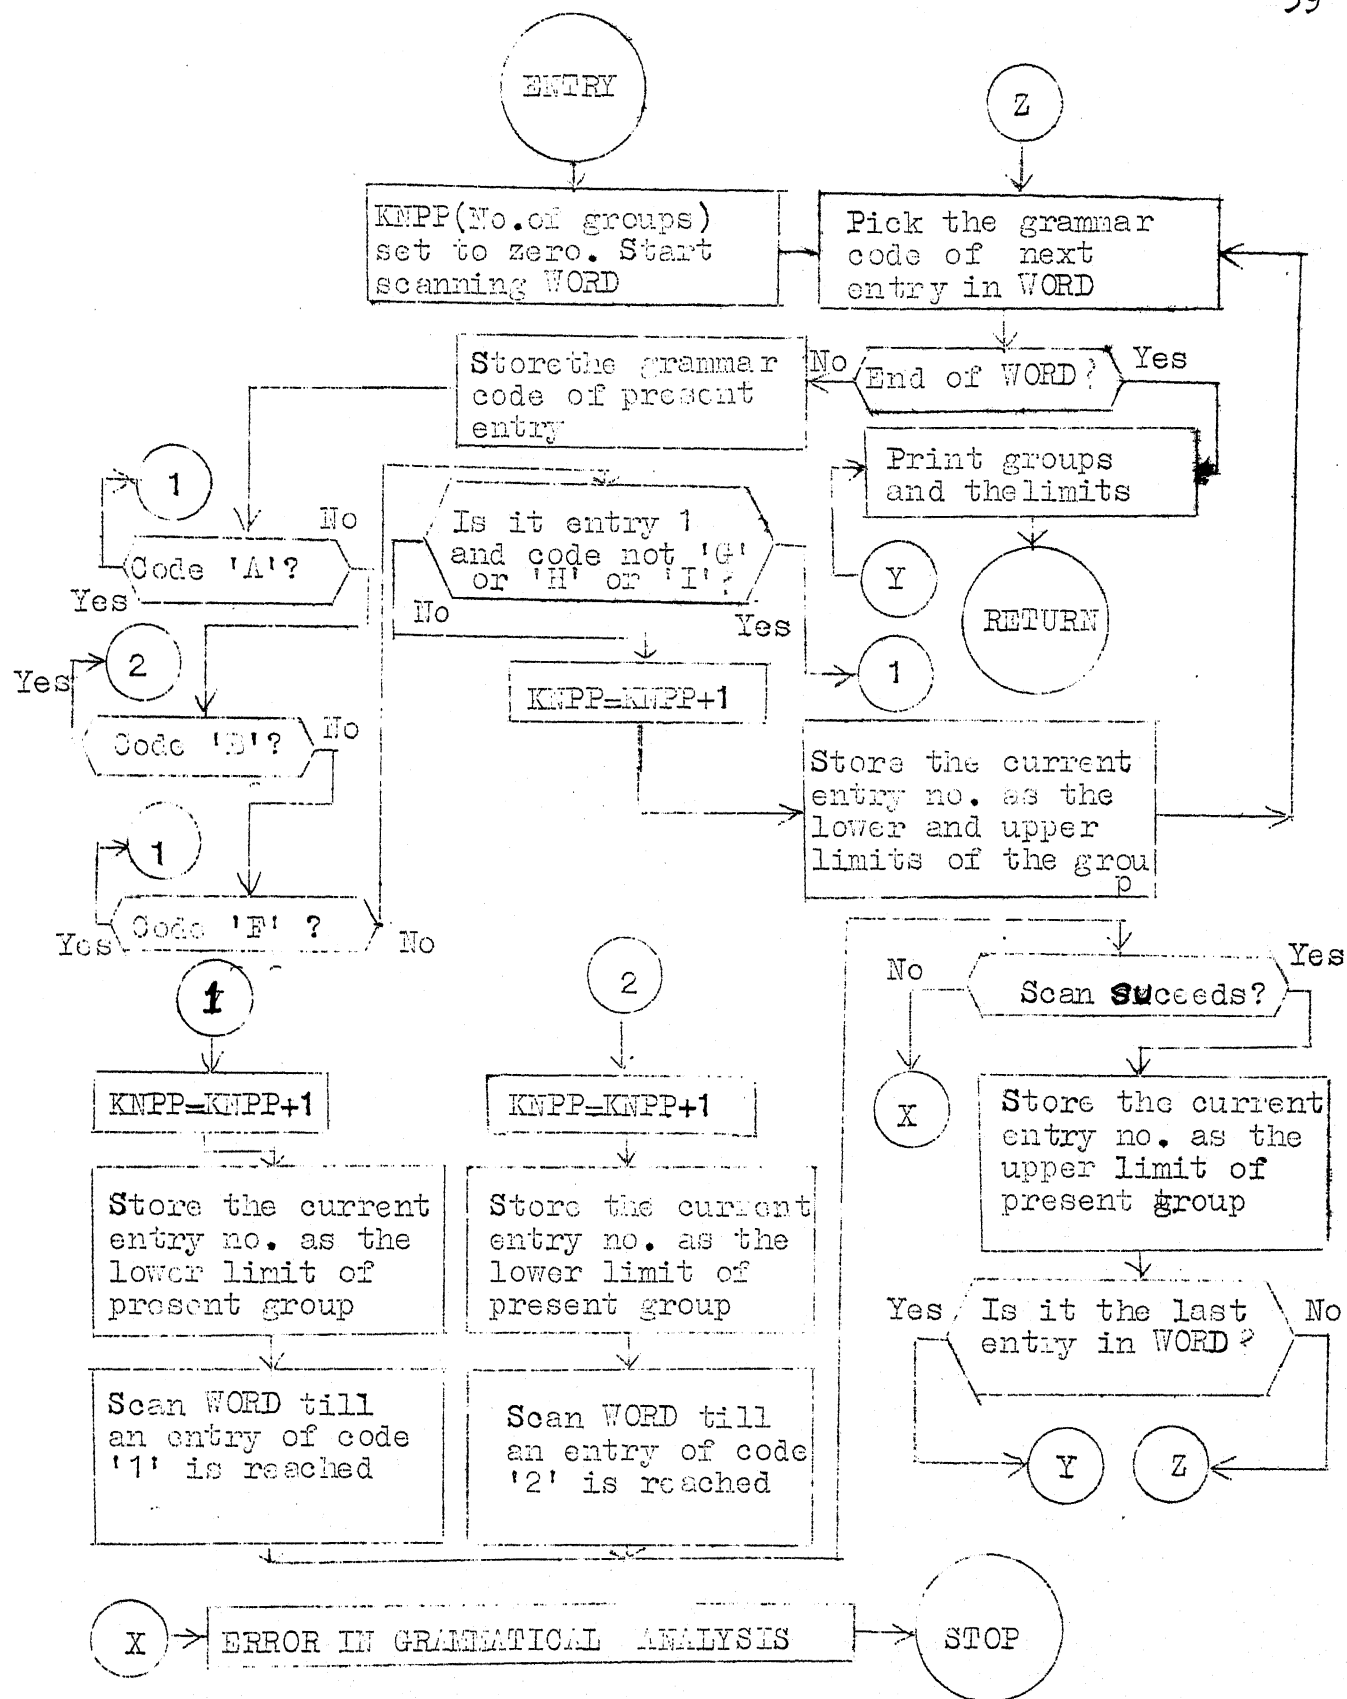 59
ENTRY
Z
KNPP(No.of groups)
set to zero. Start
scanning WORD
Pick the grammar
code of next
entry in WORD
Storethe grammar
code of present
entry
No
End of WORD?
Yes
Print groups
and thelimits
1
No
Code 'A'?
Yes
Is it entry 1
and code not 'G'
or 'H' or 'I'?
No
Yes
Y
RETURN
1
2
Yes
Code 'B'?
No
KNPP=KNPP+1
Store the current
entry no. as the
lower and upper
limits of the grou
p
1
Yes
Code 'F' ?
No
1
2
No
Scan suceeds?
Yes
X
KNPP=KNPP+1
KNPP=KNPP+1
Store the current
entry no. as the
upper limit of
present group
Store the current
entry no. as the
lower limit of
present group
Store the current
entry no. as the
lower limit of
present group
Yes
Is it the last
entry in WORD?
No
Scan WORD till
an entry of code
'1' is reached
Scan WORD till
an entry of code
'2' is reached
Y
Z
X
ERROR IN GRAMMATICAL ANALYSIS
STOP